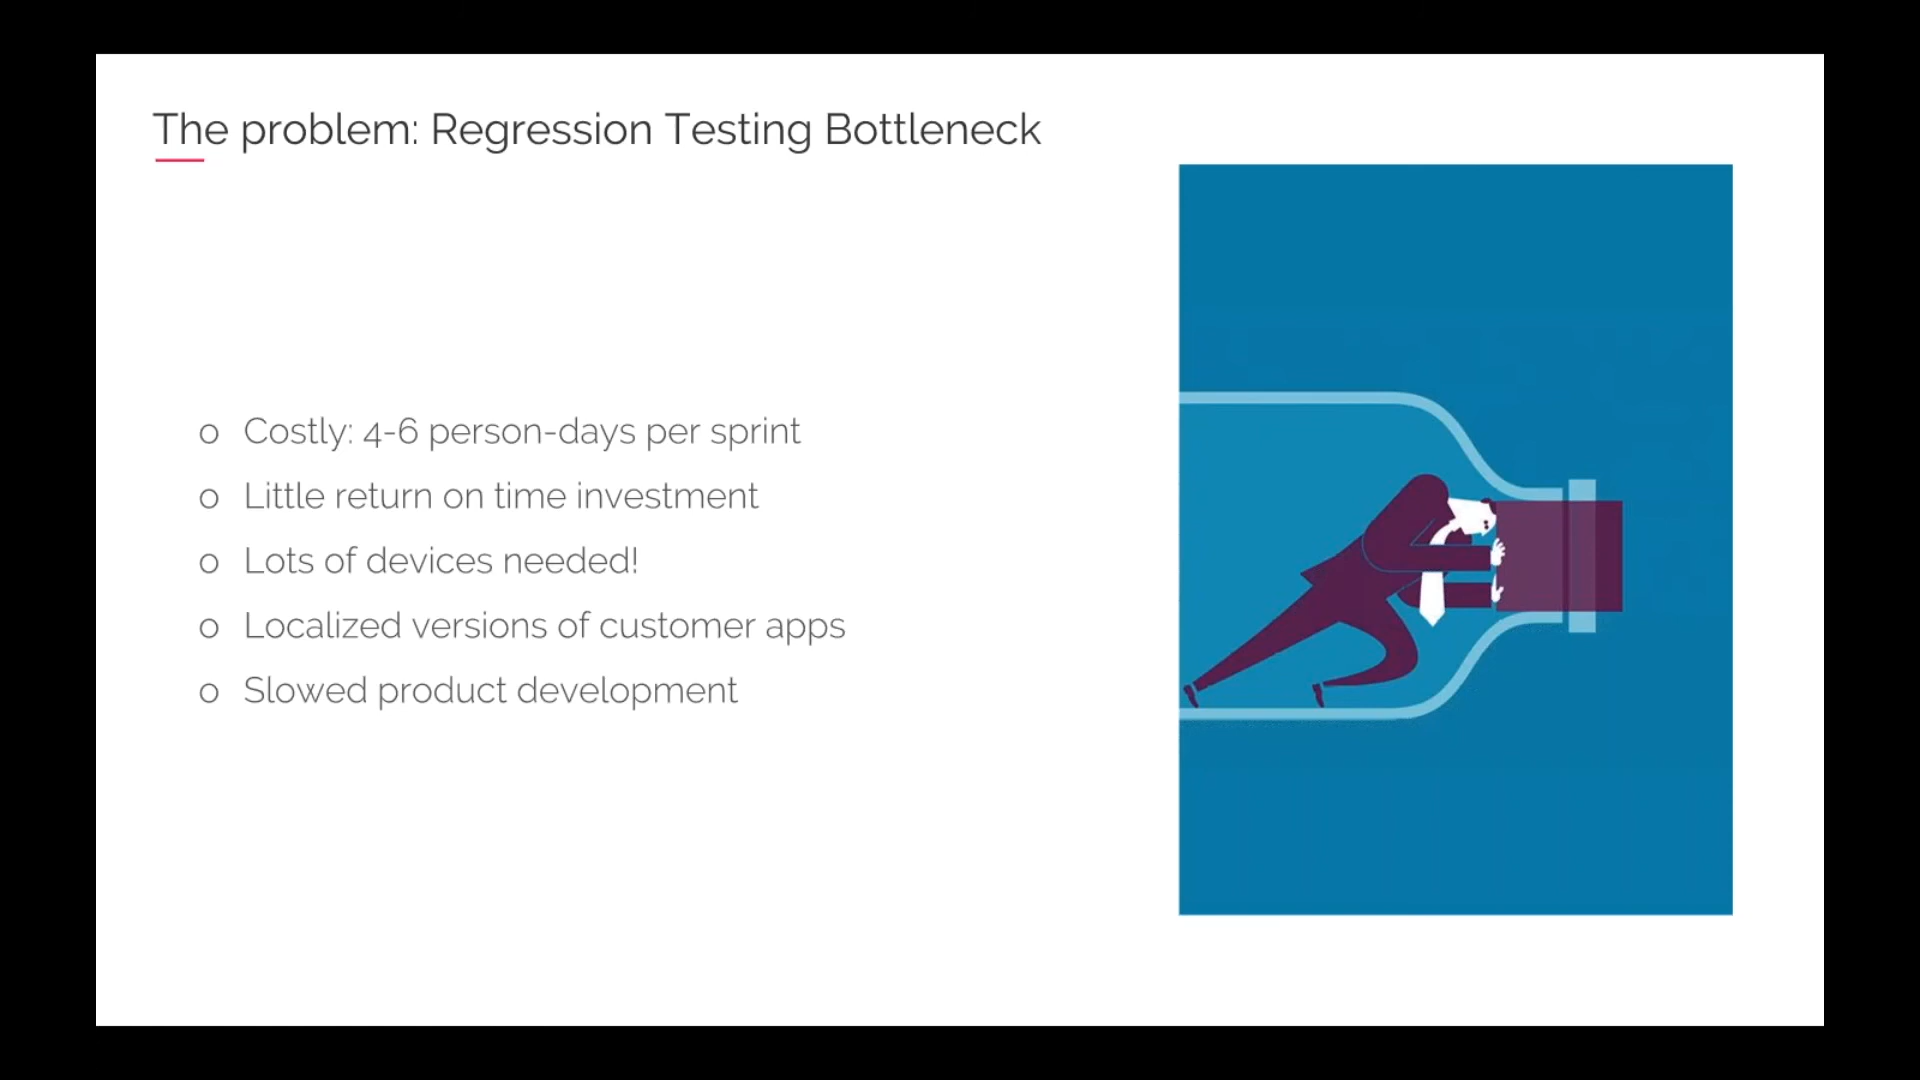 The problem: Regression Testing Bottleneck
o Costly: 4-6 person-days per sprint
o Little return on time investment
o Lots of devices needed!
o Localized versions of customer apps
o Slowed product development